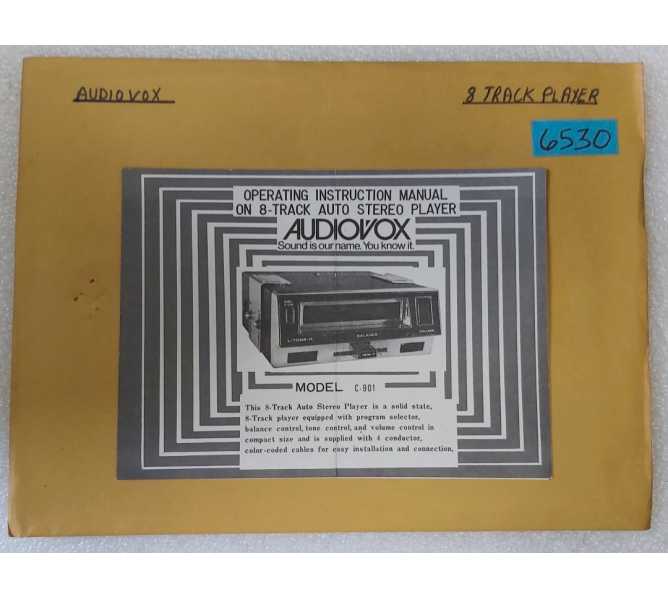 AUDIOVOX
8 TRACK PLAYER
6530
OPERATING INSTRUCTION MANUAL
ON 8-TRACK AUTO STEREO PLAYER
AUDIOVOX
Sound is our name. You know it.
L-TONE-H
BALANCE
VOLUME
MODEL C-901
This 8-Track Auto Stereo Player is a solid state,
8-Track player equipped with program selector,
balance control, tone control, and volume control in
compact size and is supplied with 4 conductor,
color-coded cables for easy installation and connection,